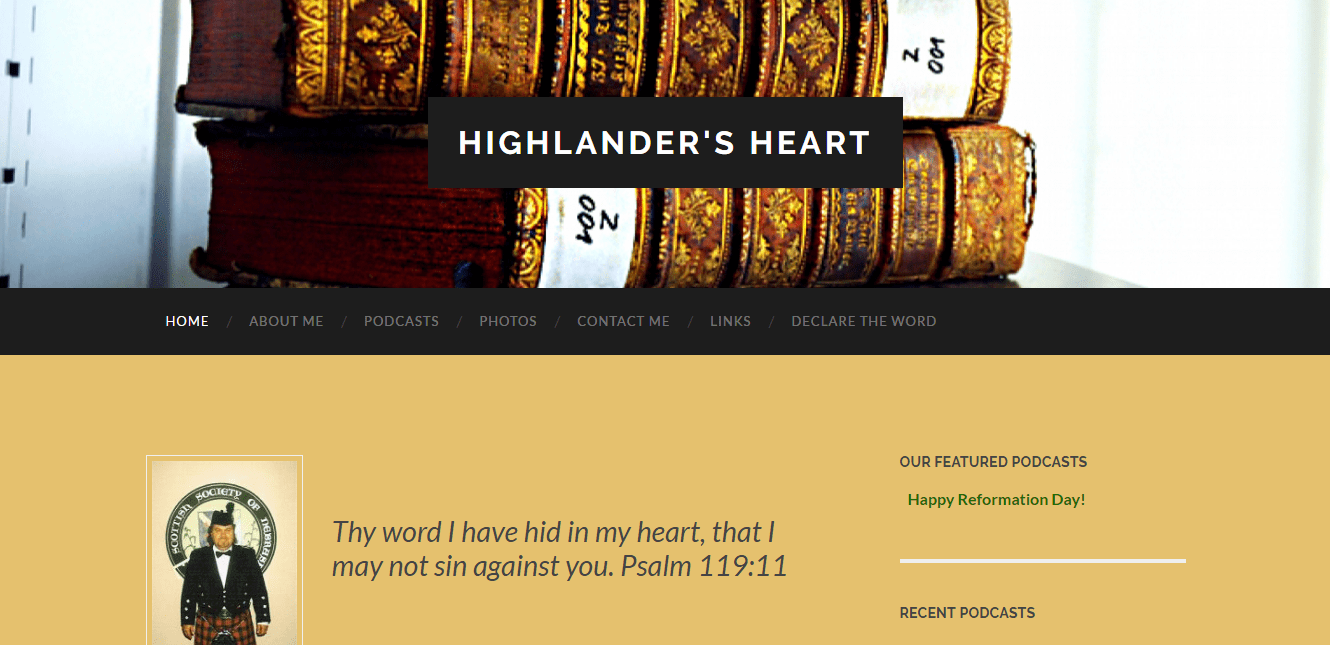 Z
001
HIGHLANDER'S HEART
001
Z
HOME / ABOUT ME / PODCASTS / PHOTOS / CONTACT ME / LINKS / DECLARE THE WORD
SCOTTISH SOCIETY OF NEBRASKA
Thy word I have hid in my heart, that I
may not sin against you. Psalm 119:11
OUR FEATURED PODCASTS
Happy Reformation Day!
RECENT PODCASTS